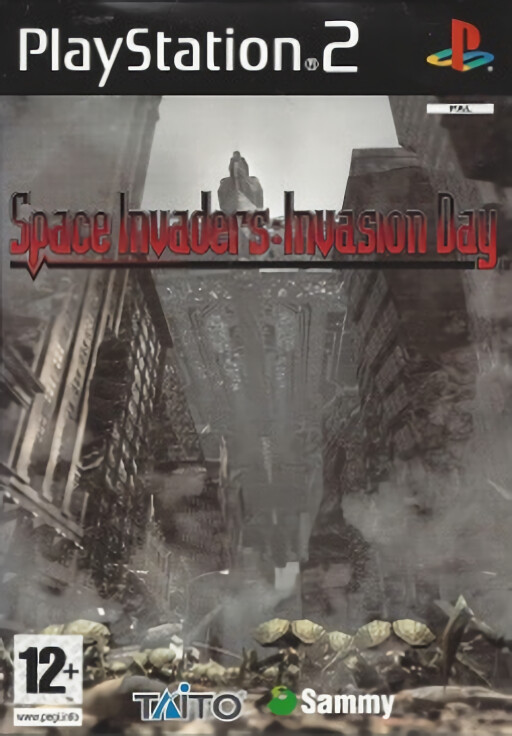 PlayStation®2
PAL
Space Invaders: Invasion Day
12+
www.pegi.info
TAITO®
Sammy